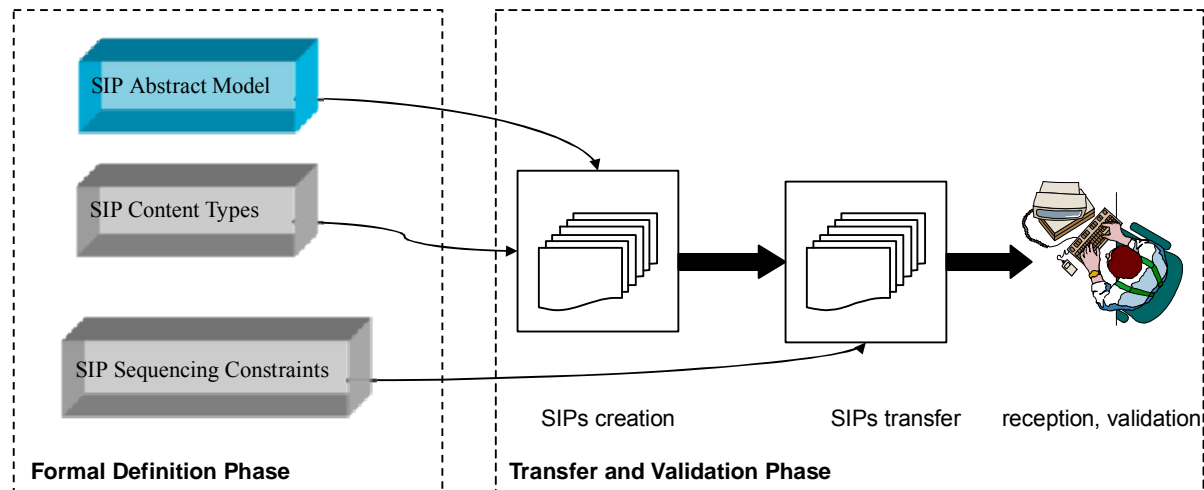 SIP Abstract Model
SIP Content Types
SIP Sequencing Constraints
Formal Definition Phase
SIPs creation
SIPs transfer
reception, validation
Transfer and Validation Phase